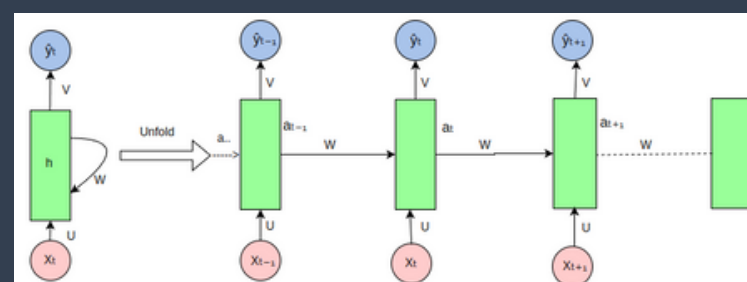 ŷt ŷt−1 ŷt ŷt+1
V V V V
Unfold a.. at−1 at at+1
h W W W W
U U U U
Xt Xt−1 Xt Xt+1